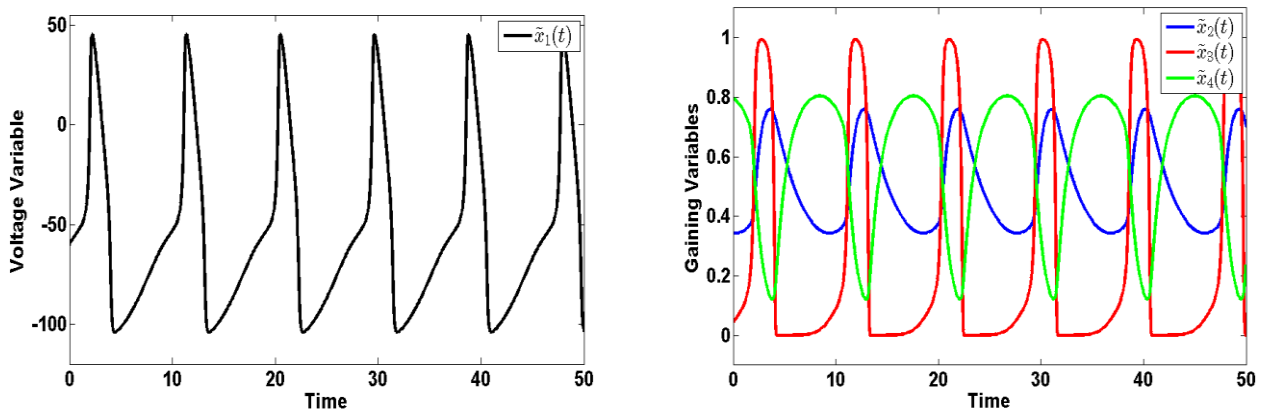 50
0
-50
-100
Voltage Variable
x̃₁(t)
0 10 20 30 40 50
Time
1
0.8
0.6
0.4
0.2
0
Gaining Variables
x̃₂(t)
x̃₃(t)
x̃₄(t)
0 10 20 30 40 50
Time